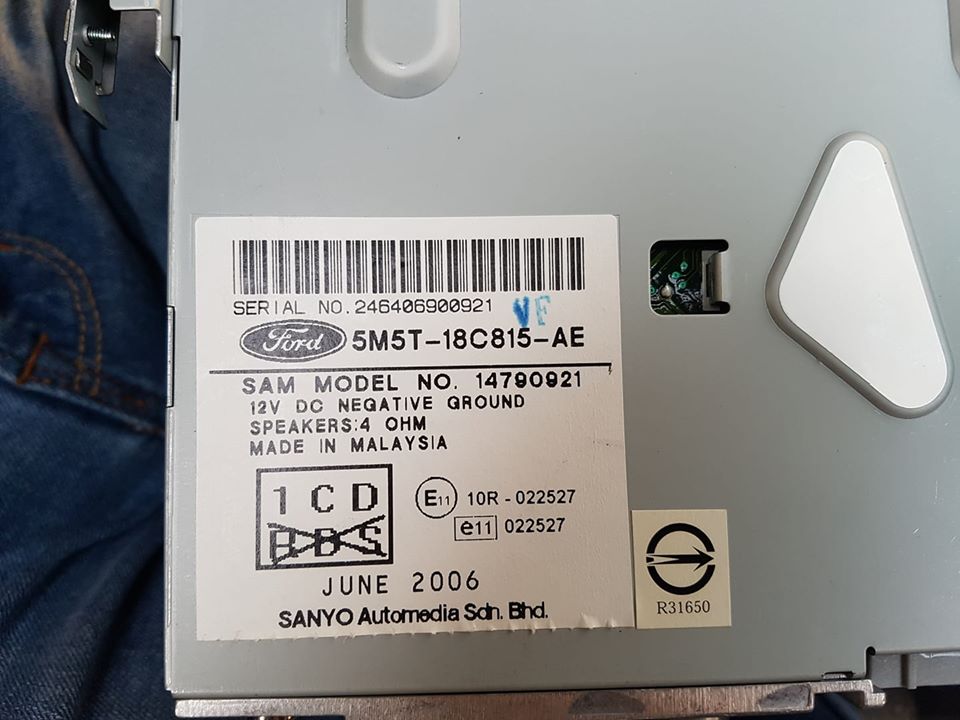 SERIAL NO. 246406900921
VF
Ford 5M5T-18C815-AE
SAM MODEL NO. 14790921
12V DC NEGATIVE GROUND
SPEAKERS:4 OHM
MADE IN MALAYSIA
1CD
E11 10R - 022527
e11 022527
JUNE 2006
SANYO Automedia Sdn. Bhd.
R31650